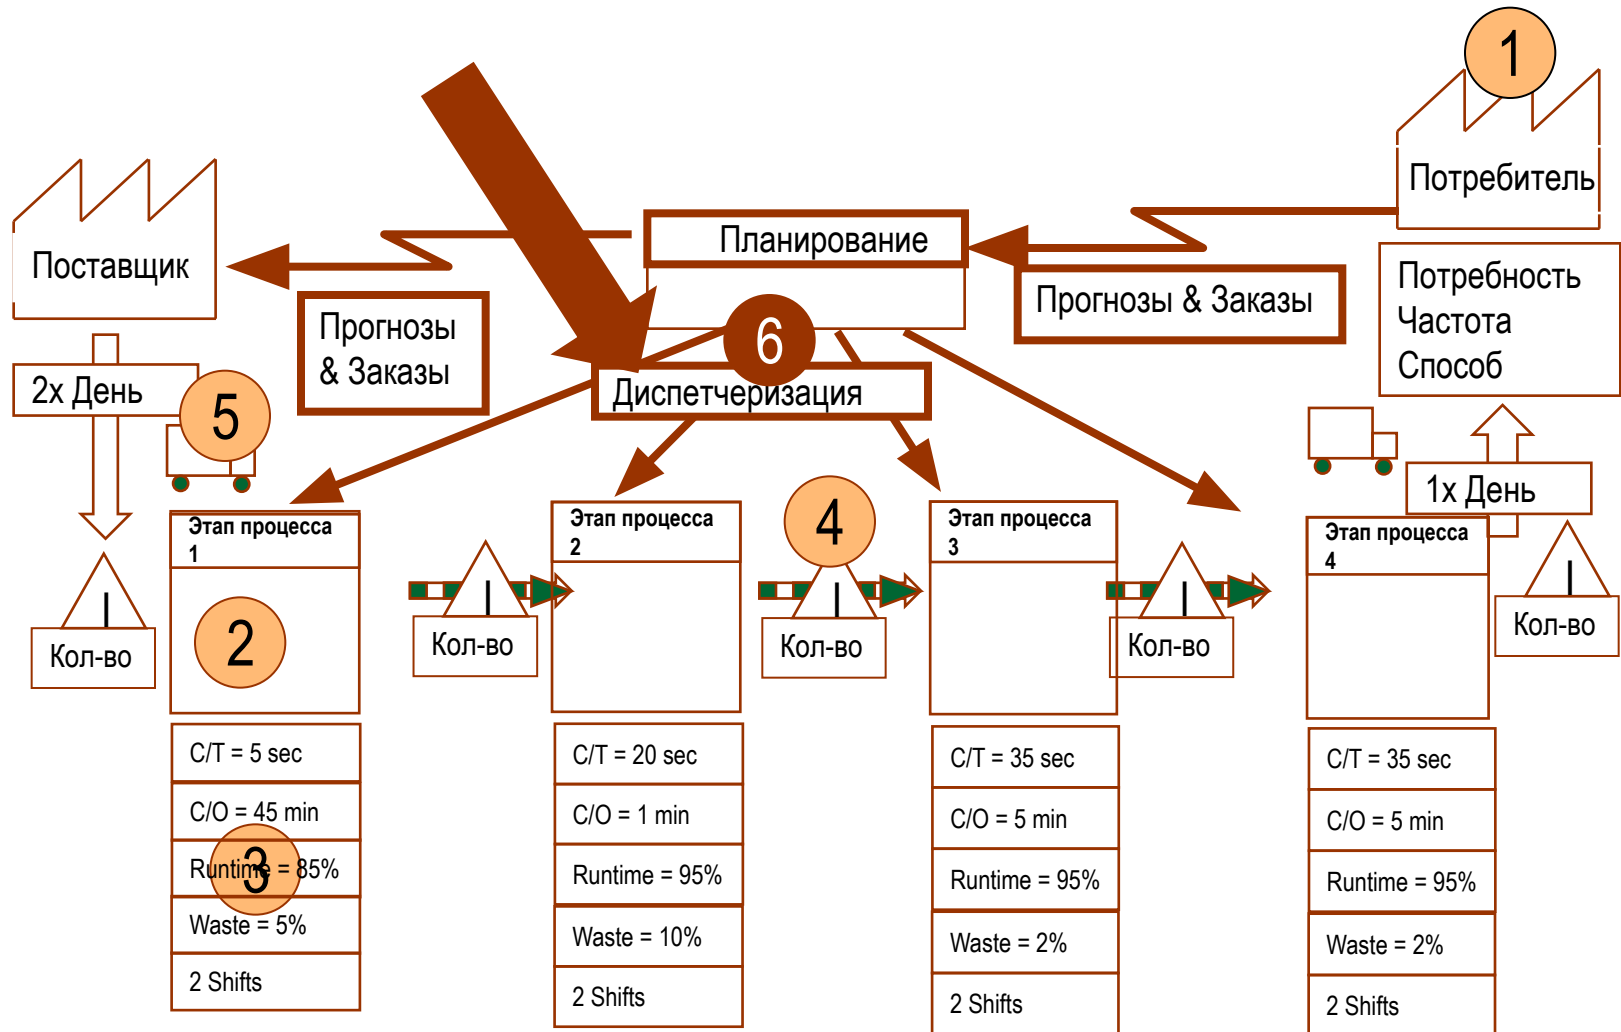 1
Потребитель
Поставщик
Планирование
Прогнозы & Заказы
Потребность
Частота
Способ
Прогнозы
& Заказы
6
Диспетчеризация
2x День
5
1x День
4
Этап процесса
1
Этап процесса
2
Этап процесса
3
Этап процесса
4
I
Кол-во
2
I
Кол-во
I
Кол-во
I
Кол-во
I
Кол-во
C/T = 5 sec
C/O = 45 min
Runtime = 85%
3
Waste = 5%
2 Shifts
C/T = 20 sec
C/O = 1 min
Runtime = 95%
Waste = 10%
2 Shifts
C/T = 35 sec
C/O = 5 min
Runtime = 95%
Waste = 2%
2 Shifts
C/T = 35 sec
C/O = 5 min
Runtime = 95%
Waste = 2%
2 Shifts